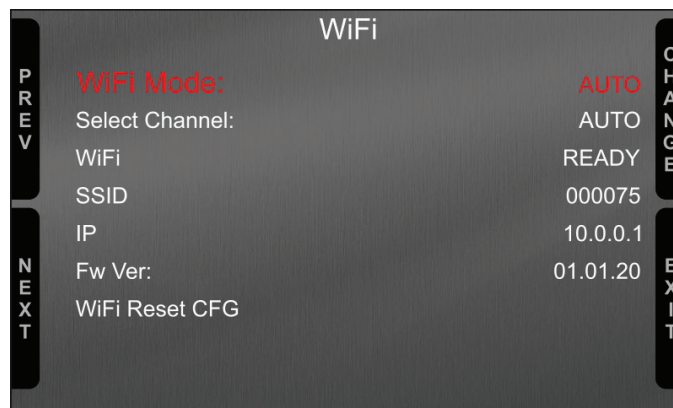 WiFi
PREV
CHANGE
WiFi Mode: AUTO
Select Channel: AUTO
WiFi READY
SSID 000075
IP 10.0.0.1
Fw Ver: 01.01.20
WiFi Reset CFG
NEXT
EXIT